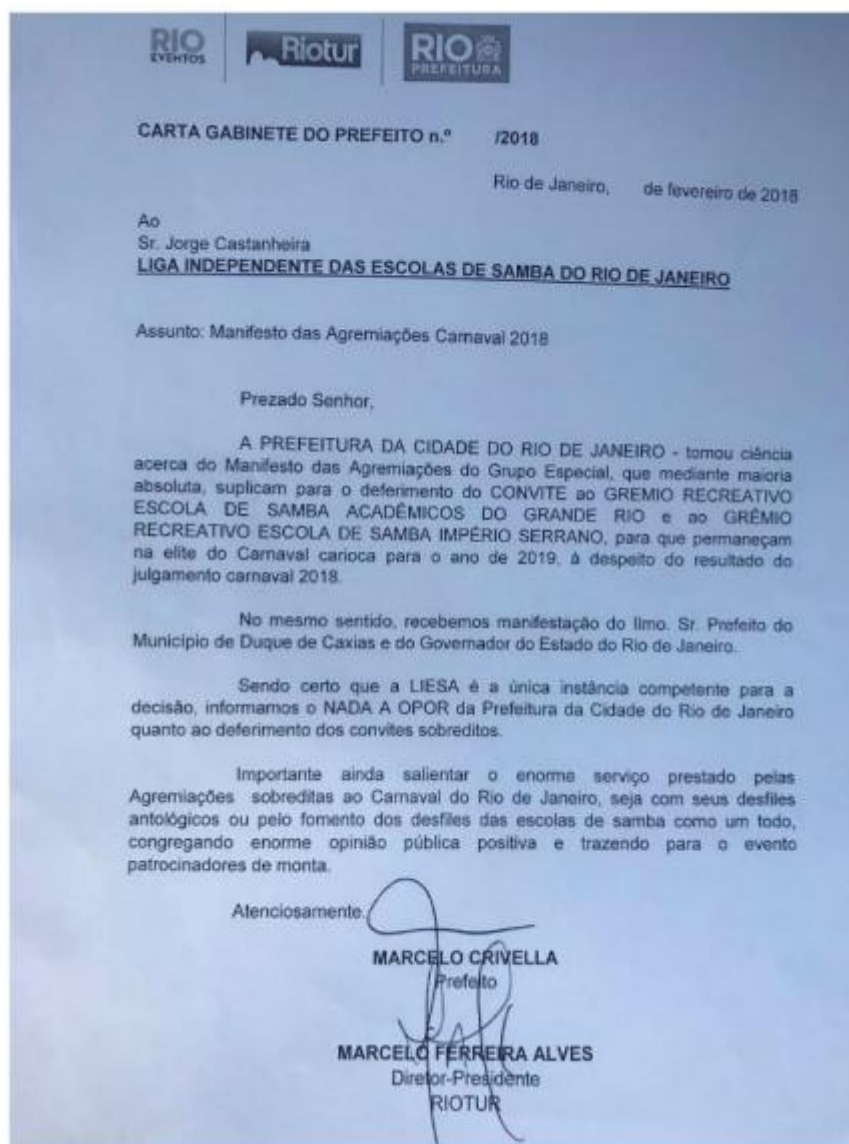 RIO
EVENTOS
Riotur
RIO
PREFEITURA
CARTA GABINETE DO PREFEITO n.º /2018
Rio de Janeiro, de fevereiro de 2018
Ao
Sr. Jorge Castanheira
LIGA INDEPENDENTE DAS ESCOLAS DE SAMBA DO RIO DE JANEIRO
Assunto: Manifesto das Agremiações Carnaval 2018
Prezado Senhor,
A PREFEITURA DA CIDADE DO RIO DE JANEIRO - tomou ciência
acerca do Manifesto das Agremiações do Grupo Especial, que mediante maioria
absoluta, suplicam para o deferimento do CONVITE ao GREMIO RECREATIVO
ESCOLA DE SAMBA ACADÊMICOS DO GRANDE RIO e ao GRÊMIO
RECREATIVO ESCOLA DE SAMBA IMPÉRIO SERRANO, para que permaneçam
na elite do Carnaval carioca para o ano de 2019, à despeito do resultado do
julgamento carnaval 2018.
No mesmo sentido, recebemos manifestação do Ilmo. Sr. Prefeito do
Município de Duque de Caxias e do Governador do Estado do Rio de Janeiro.
Sendo certo que a LIESA é a única instância competente para a
decisão, informamos o NADA A OPOR da Prefeitura da Cidade do Rio de Janeiro
quanto ao deferimento dos convites sobreditos.
Importante ainda salientar o enorme serviço prestado pelas
Agremiações sobreditas ao Carnaval do Rio de Janeiro, seja com seus desfiles
antológicos ou pelo fomento dos desfiles das escolas de samba como um todo,
congregando enorme opinião pública positiva e trazendo para o evento
patrocinadores de monta.
Atenciosamente.
MARCELO CRIVELLA
Prefeito
MARCELO FERREIRA ALVES
Diretor-Presidente
RIOTUR